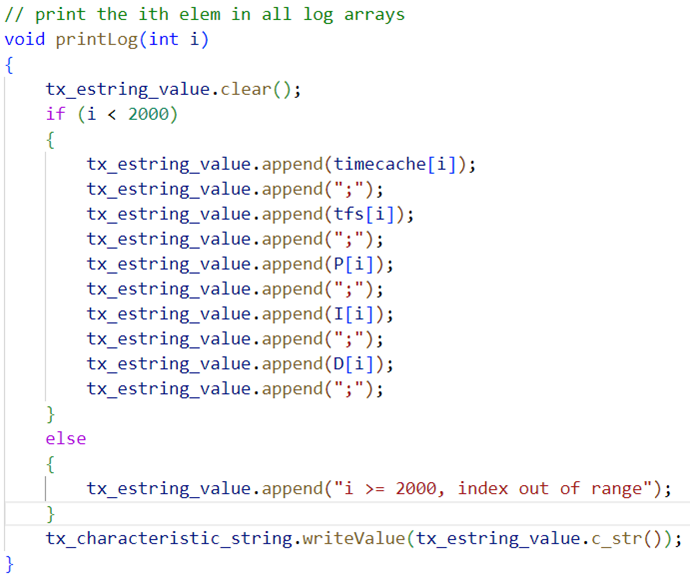 // print the ith elem in all log arrays
void printLog(int i)
{
    tx_estring_value.clear();
    if (i < 2000)
    {
        tx_estring_value.append(timecache[i]);
        tx_estring_value.append(";");
        tx_estring_value.append(tfs[i]);
        tx_estring_value.append(";");
        tx_estring_value.append(P[i]);
        tx_estring_value.append(";");
        tx_estring_value.append(I[i]);
        tx_estring_value.append(";");
        tx_estring_value.append(D[i]);
        tx_estring_value.append(";");
    }
    else
    {
        tx_estring_value.append("i >= 2000, index out of range");
    }
    tx_characteristic_string.writeValue(tx_estring_value.c_str());
}